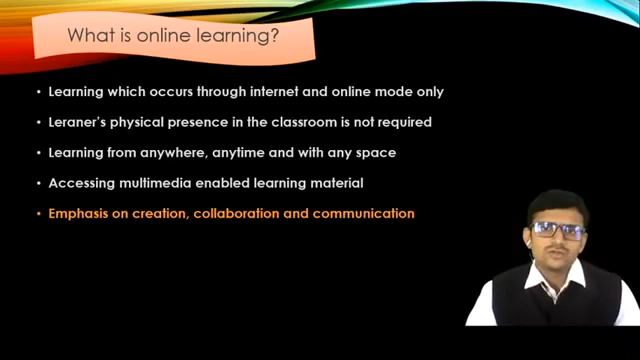 What is online learning?
• Learning which occurs through internet and online mode only
• Leraner's physical presence in the classroom is not required
• Learning from anywhere, anytime and with any space
• Accessing multimedia enabled learning material
• Emphasis on creation, collaboration and communication